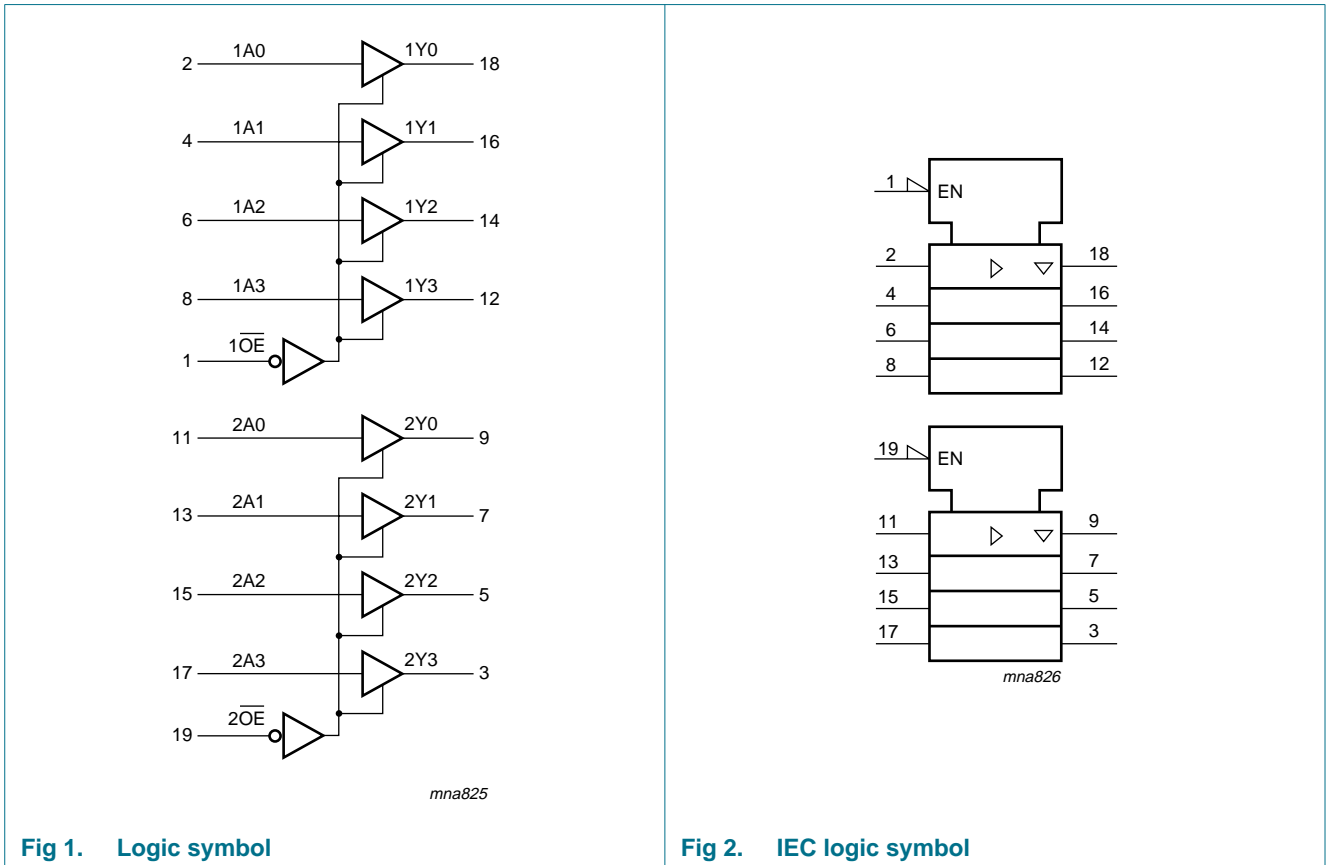 2 1A0 1Y0 18
4 1A1 1Y1 16
6 1A2 1Y2 14
8 1A3 1Y3 12
1 1O̅E̅
11 2A0 2Y0 9
13 2A1 2Y1 7
15 2A2 2Y2 5
17 2A3 2Y3 3
19 2O̅E̅
mna825
Fig 1. Logic symbol
1 EN
2 18
4 16
6 14
8 12
19 EN
11 9
13 7
15 5
17 3
mna826
Fig 2. IEC logic symbol